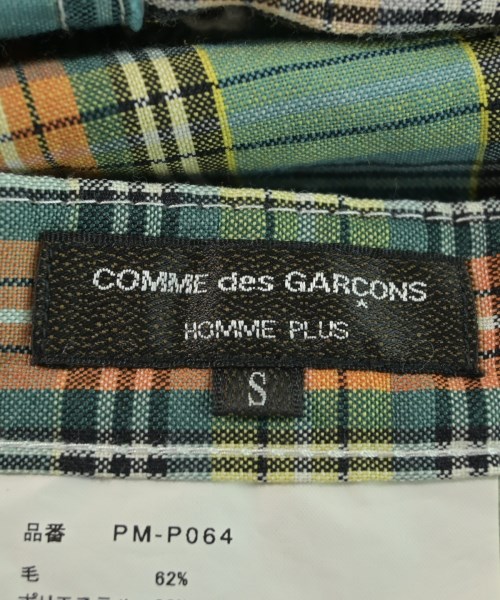 COMME des GARÇONS
HOMME PLUS
S
品番 PM-P064
毛 62%